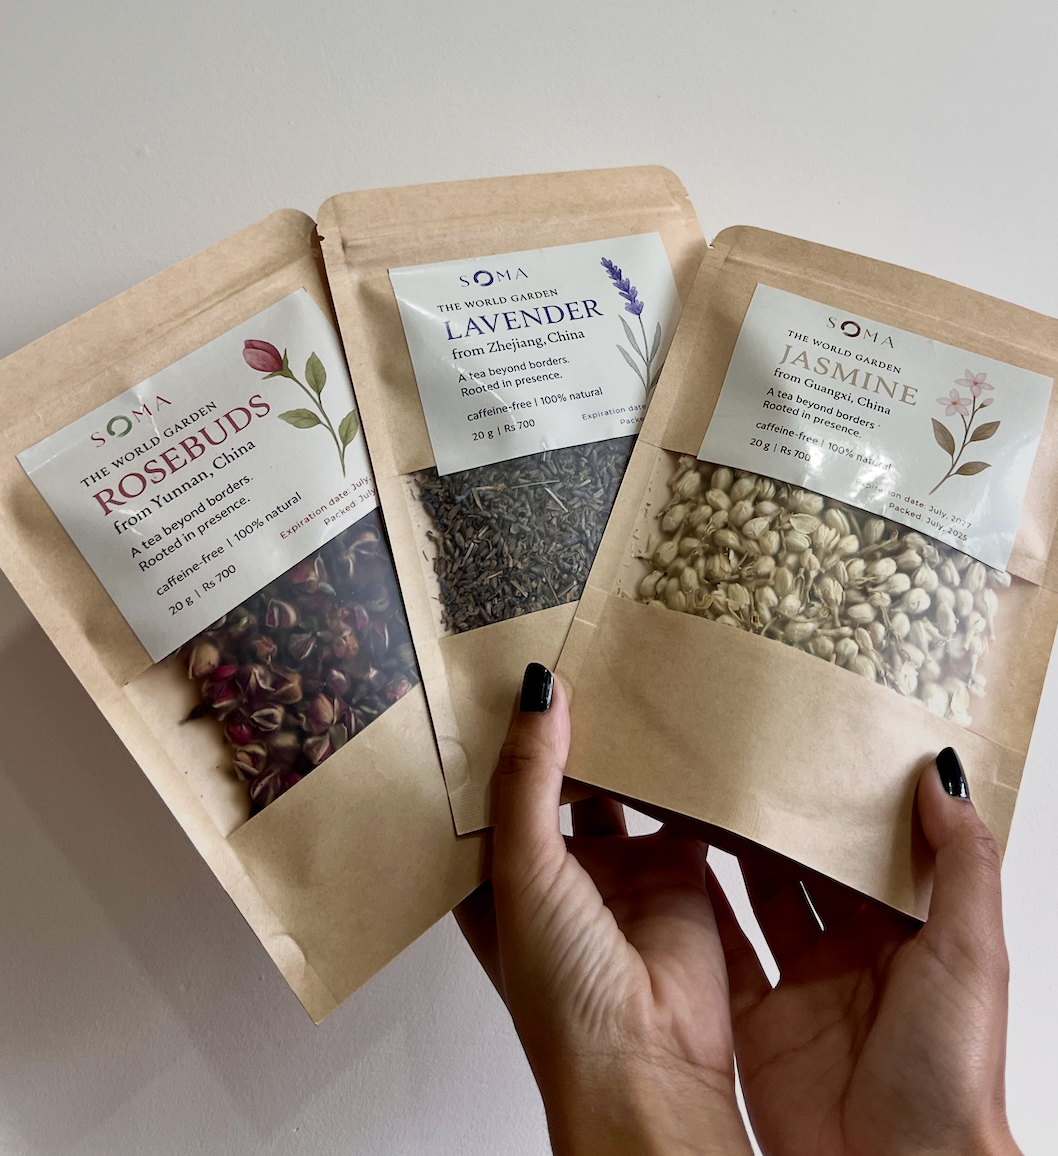 SOMA
THE WORLD GARDEN
ROSEBUDS
from Yunnan, China
A tea beyond borders.
Rooted in presence.
caffeine-free | 100% natural
20 g | Rs 700
Expiration date: July,
Packed: July
SOMA
THE WORLD GARDEN
LAVENDER
from Zhejiang, China
A tea beyond borders.
Rooted in presence.
caffeine-free | 100% natural
20 g | Rs 700
Expiration date
Packe
SOMA
THE WORLD GARDEN
JASMINE
from Guangxi, China
A tea beyond borders.
Rooted in presence.
caffeine-free | 100% natural
20 g | Rs 700
Expiration date: July, 2027
Packed: July, 2025